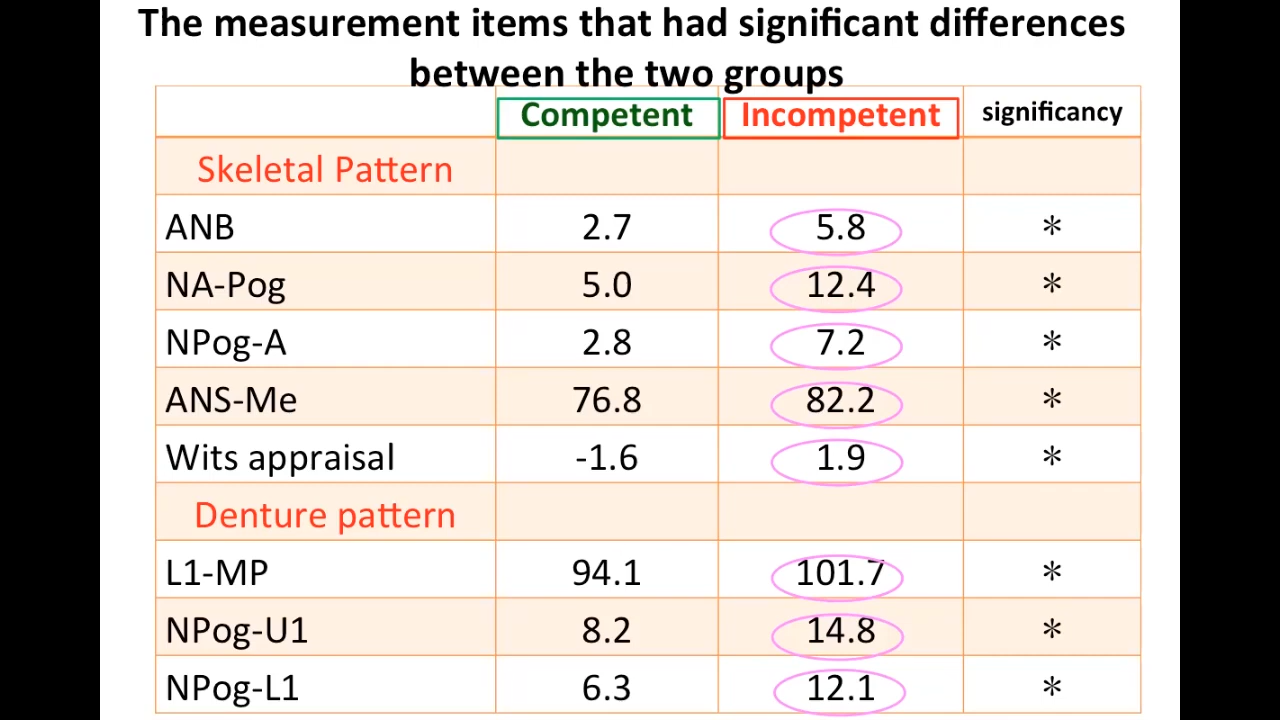 The measurement items that had significant differences
between the two groups
Competent Incompetent significancy
Skeletal Pattern
ANB 2.7 5.8 *
NA-Pog 5.0 12.4 *
NPog-A 2.8 7.2 *
ANS-Me 76.8 82.2 *
Wits appraisal -1.6 1.9 *
Denture pattern
L1-MP 94.1 101.7 *
NPog-U1 8.2 14.8 *
NPog-L1 6.3 12.1 *